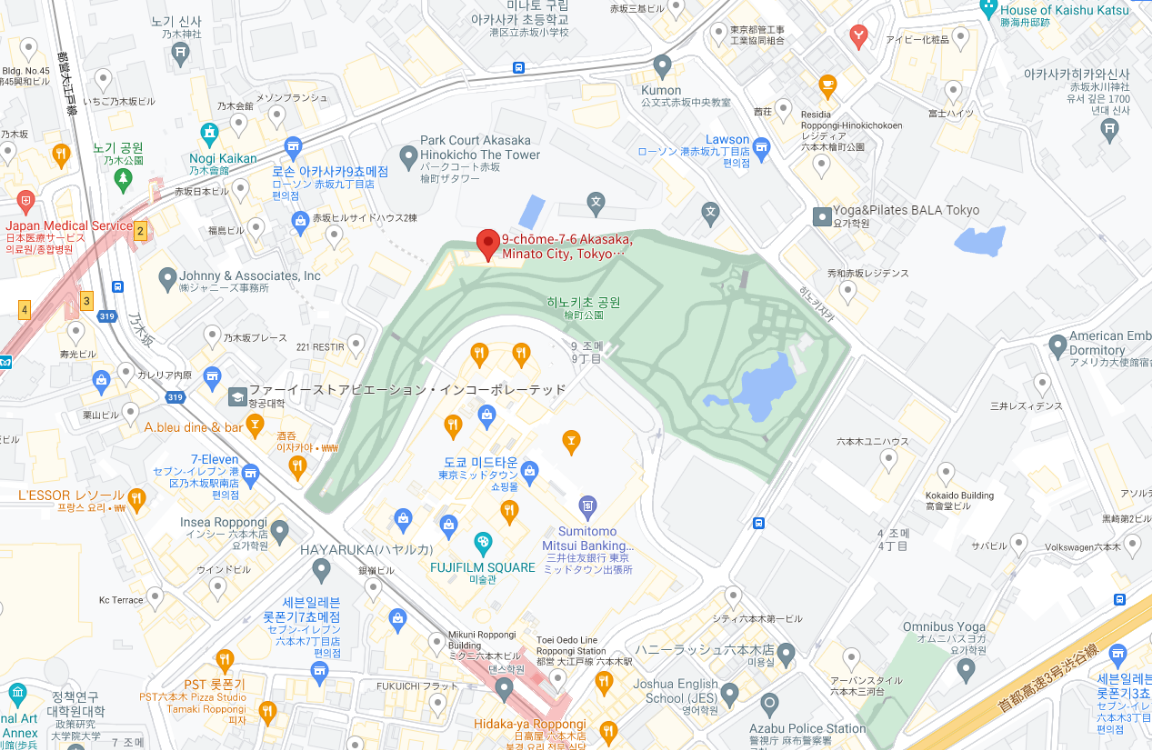 미나토 구립
아카사카 초등학교
港区立赤坂小学校
赤坂三基ビル
House of Kaishu Katsu
勝海舟邸跡
노기 신사
乃木神社
東京都管工事
工業協同組合
アイビー化粧品
都営大江戸線
Bldg. No.45
第45興和ビル
いちご乃木坂ビル
乃木会館
メゾンブランシュ
Kumon
公文式赤坂中央教室
茜荘
Residia
Roppongi-Hinokichokoen
レジディア
六本木檜町公園
富士ハイツ
아카사카히카와신사
赤坂氷川神社
유서 깊은 1700
년대 신사
乃木坂
노기 공원
乃木公園
Nogi Kaikan
乃木會館
로손 아카사카9쵸메점
ローソン 赤坂九丁目店
편의점
Park Court Akasaka
Hinokicho The Tower
パークコート赤坂
檜町ザタワー
Lawson
ローソン 港赤坂九丁目店
편의점
赤坂日本ビル
Japan Medical Service
日本医療サービス
의료원/종합병원
2
福島ビル
赤坂ヒルサイドハウス2棟
9-chōme-7-6 Akasaka,
Minato City, Tokyo…
Yoga&Pilates BALA Tokyo
요가학원
Johnny & Associates, Inc
㈱ジャニーズ事務所
秀和赤坂レジデンス
3
4
319
乃木坂
히노키초 공원
檜町公園
히노키자카
寿光ビル
乃木坂プレース
221 RESTIR
9 조메
9丁目
American Emb
Dormitory
アメリカ大使館宿舎
ガレリア内原
319
ファーイーストアビエーション・インコーポレーテッド
항공대학
栗山ビル
三井レズィデンス
A.bleu dine & bar
酒呑
이자카야 • ₩₩₩
六本木ユニハウス
7-Eleven
セブン-イレブン 港
区乃木坂駅南店
편의점
도쿄 미드타운
東京ミッドタウン
쇼핑몰
L'ESSOR レソール
프랑스 요리 • ₩₩
Kokaido Building
高會堂ビル
アソルテ
Insea Roppongi
インシー 六本木店
요가학원
Sumitomo
Mitsui Banking...
三井住友銀行 東京
ミッドタウン出張所
4 조메
4丁目
黒崎第2ビル
サバビル
Volkswagen六本木
HAYARUKA(ハヤルカ)
FUJIFILM SQUARE
미술관
ウインドビル
銀嶺ビル
Kc Terrace
세븐일레븐
롯폰기7쵸메점
セブン-イレブン
六本木7丁目店
편의점
シティ六本木第一ビル
Omnibus Yoga
オムニバスヨガ
요가학원
Mikuni Roppongi
Building
ミクニ六本木ビル
댄스학원
Toei Oedo Line
Roppongi Station
都営 大江戸線 六本木駅
ハニーラッシュ六本木店
미용실
アーバンスタイル
六本木三河台
首都高速3号渋谷線
세븐일레
롯폰기3쵸
セブン-イレ
六本木3丁
편의점
PST 롯폰기
PST六本木 Pizza Studio
Tamaki Roppongi
피자
FUKUICHI フラット
Joshua English
School (JES)
영어학원
정책연구
대학원대학
政策研究
大学院大学
nal Art
Annex
7 조메
Hidaka-ya Roppongi
日高屋 六本木店
Azabu Police Station
警視庁 麻布警察署